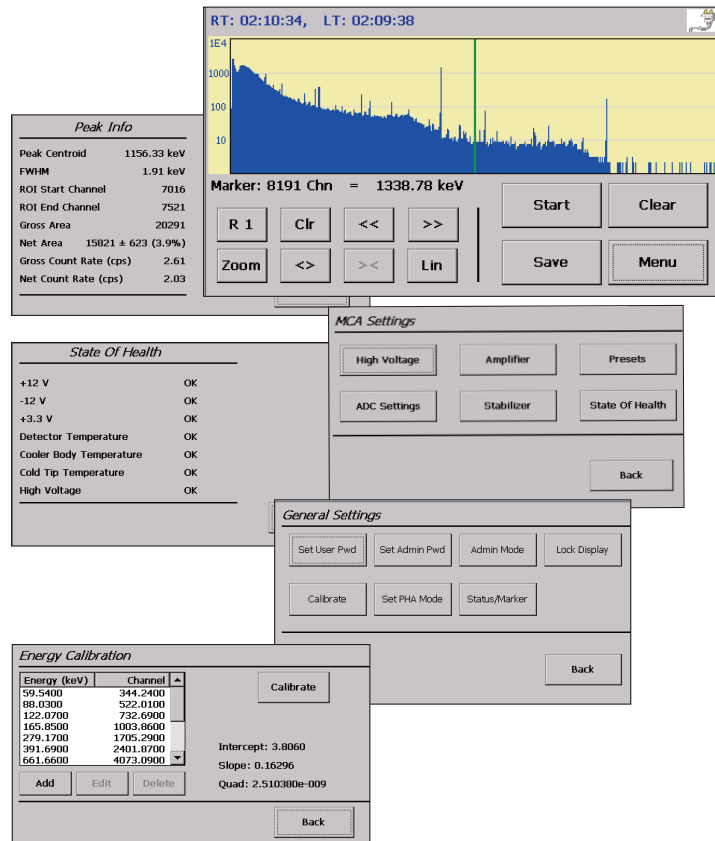 RT: 02:10:34, LT: 02:09:38
1E4
1000
100
10
Marker: 8191 Chn = 1338.78 keV
R 1 Clr << >> Start Clear
Zoom <> >< Lin Save Menu
Peak Info
Peak Centroid 1156.33 keV
FWHM 1.91 keV
ROI Start Channel 7016
ROI End Channel 7521
Gross Area 20291
Net Area 15821 ± 623 (3.9%)
Gross Count Rate (cps) 2.61
Net Count Rate (cps) 2.03
MCA Settings
High Voltage Amplifier Presets
ADC Settings Stabilizer State Of Health
Back
State Of Health
+12 V OK
-12 V OK
+3.3 V OK
Detector Temperature OK
Cooler Body Temperature OK
Cold Tip Temperature OK
High Voltage OK
General Settings
Set User Pwd Set Admin Pwd Admin Mode Lock Display
Calibrate Set PHA Mode Status/Marker
Back
Energy Calibration
Energy (keV) Channel
59.5400 344.2400
88.0300 522.0100
122.0700 732.6900
165.8500 1003.8600
279.1700 1705.2900
391.6900 2401.8700
661.6600 4073.0900
Add Edit Delete
Calibrate
Intercept: 3.8060
Slope: 0.16296
Quad: 2.510380e-009
Back